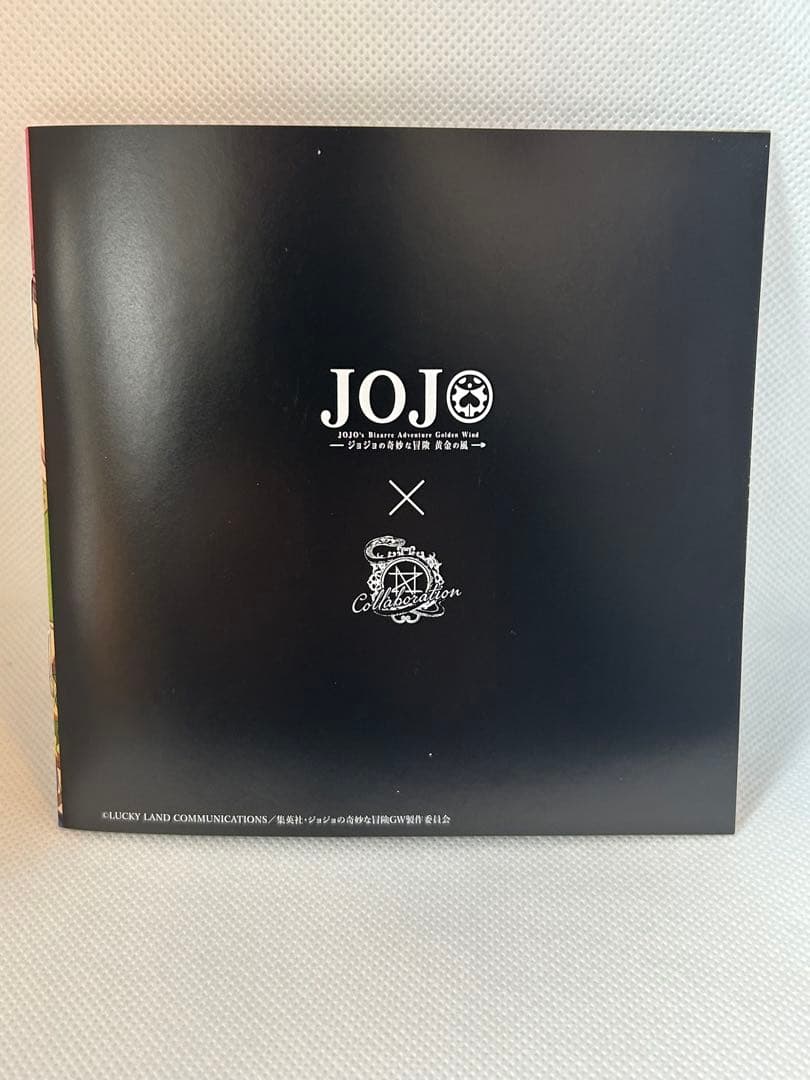 JOJO
JOJO's Bizarre Adventure Golden Wind
ジョジョの奇妙な冒険 黄金の風
×
Collaboration
©LUCKY LAND COMMUNICATIONS／集英社・ジョジョの奇妙な冒険GW製作委員会